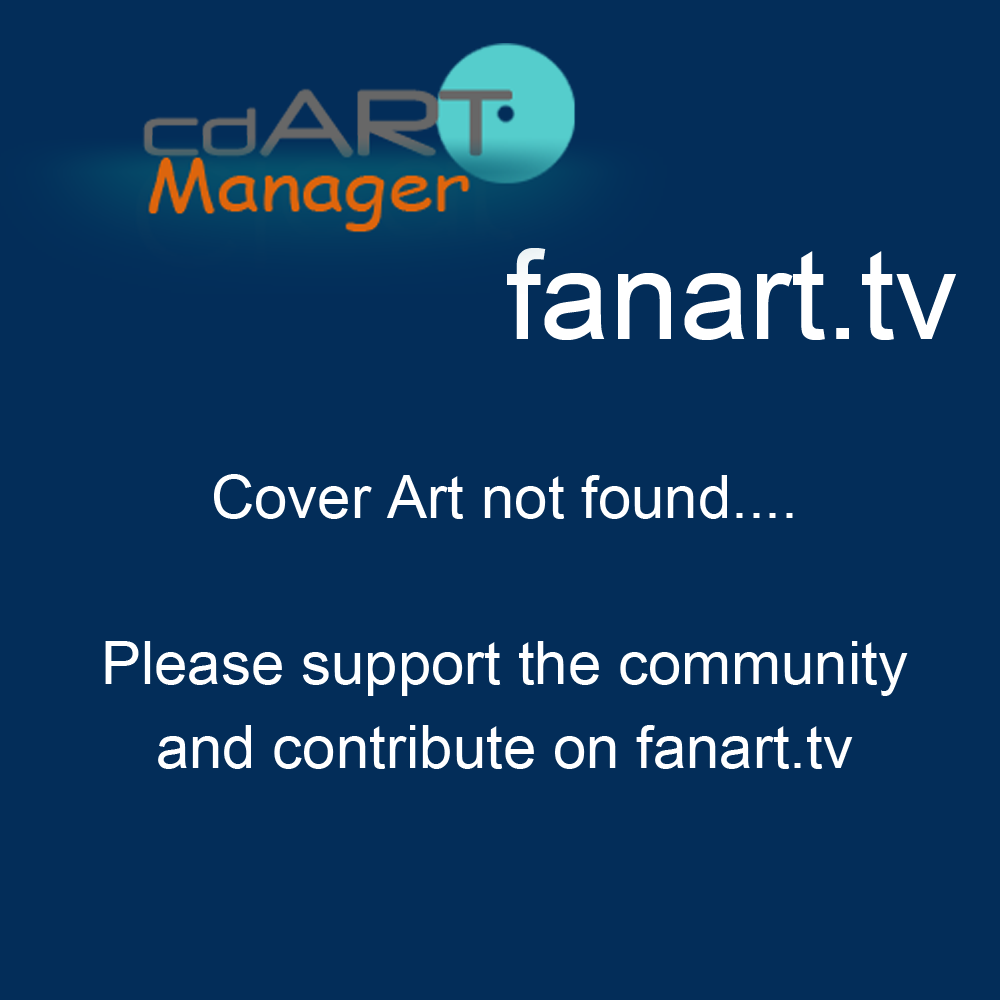 cdART
Manager
fanart.tv
Cover Art not found....
Please support the community
and contribute on fanart.tv